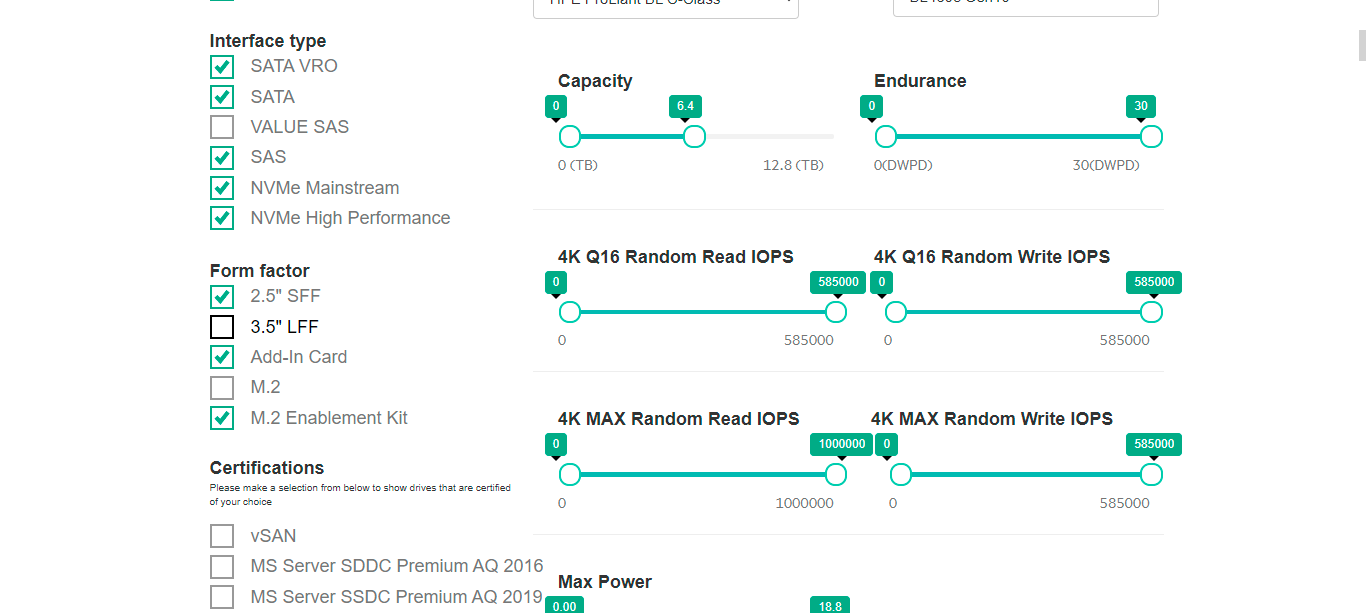 HPE ProLiant BL C-Class
Interface type
SATA VRO
SATA
VALUE SAS
SAS
NVMe Mainstream
NVMe High Performance
Form factor
2.5" SFF
3.5" LFF
Add-In Card
M.2
M.2 Enablement Kit
Certifications
Please make a selection from below to show drives that are certified
of your choice
vSAN
MS Server SDDC Premium AQ 2016
MS Server SSDC Premium AQ 2019
Capacity
0 6.4
0 (TB) 12.8 (TB)
Endurance
0 30
0(DWPD) 30(DWPD)
4K Q16 Random Read IOPS
0 585000
0 585000
4K Q16 Random Write IOPS
0 585000
0 585000
4K MAX Random Read IOPS
0 1000000
0 1000000
4K MAX Random Write IOPS
0 585000
0 585000
Max Power
0.00 18.8